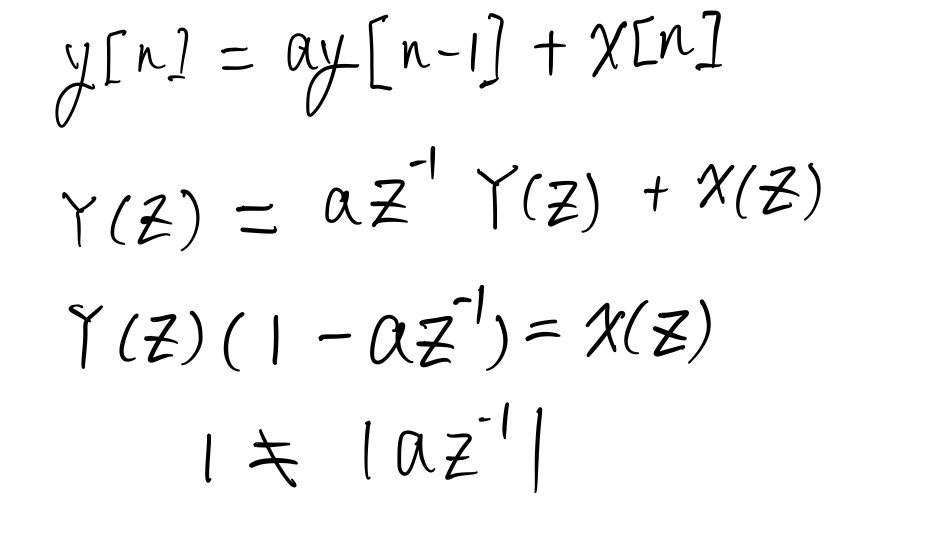 y[n] = ay[n-1] + x[n]
Y(z) = az⁻¹ Y(z) + X(z)
Y(z)(1 - az⁻¹) = X(z)
1 ≠ |az⁻¹|